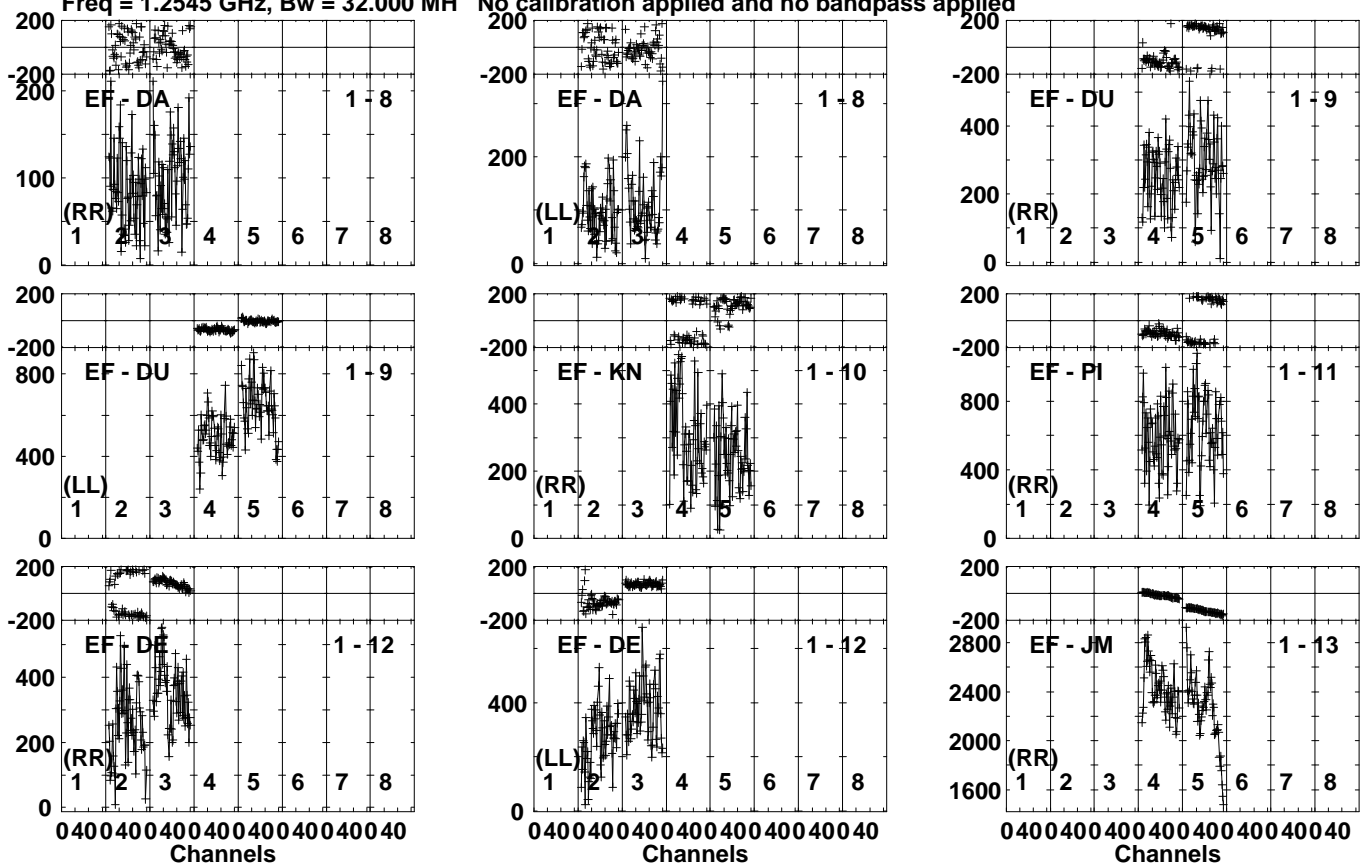 Freq = 1.2545 GHz, Bw = 32.000 MH No calibration applied and no bandpass applied
200
-200
200
100
0
EF - DA 1 - 8
(RR)
1 2 3 4 5 6 7 8
200
-200
200
0
EF - DA 1 - 8
(LL)
1 2 3 4 5 6 7 8
200
-200
400
200
0
EF - DU 1 - 9
(RR)
1 2 3 4 5 6 7 8
200
-200
800
400
0
EF - DU 1 - 9
(LL)
1 2 3 4 5 6 7 8
200
-200
400
200
0
EF - KN 1 - 10
(RR)
1 2 3 4 5 6 7 8
200
-200
800
400
0
EF - PI 1 - 11
(RR)
1 2 3 4 5 6 7 8
200
-200
400
200
0
EF - DE 1 - 12
(RR)
1 2 3 4 5 6 7 8
0 40 0 40 0 40 0 40 0 40 0 40 0 40 0 40
Channels
200
-200
400
0
EF - DE 1 - 12
(LL)
1 2 3 4 5 6 7 8
0 40 0 40 0 40 0 40 0 40 0 40 0 40 0 40
Channels
200
-200
2800
2400
2000
1600
EF - JM 1 - 13
(RR)
1 2 3 4 5 6 7 8
0 40 0 40 0 40 0 40 0 40 0 40 0 40 0 40
Channels